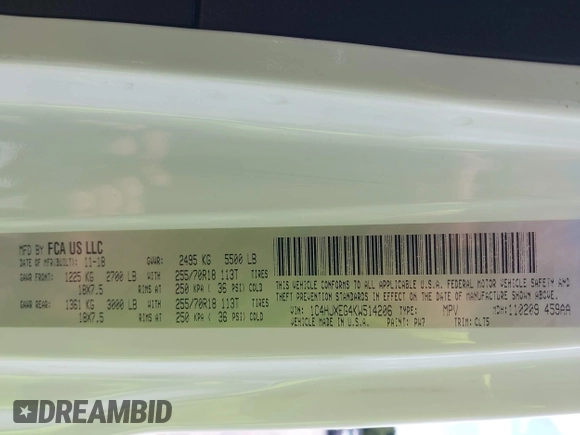 MFD BY FCA US LLC
DATE OF MFR(BUILT): 11-18 GVWR: 2495 KG 5500 LB
GAWR FRONT: 1225 KG 2700 LB WITH 255/70R18 113T TIRES
18X7.5 250 KPA ( 36 PSI) COLD
GAWR REAR: 1361 KG 3000 LB WITH 255/70R18 113T TIRES
18X7.5 250 KPA ( 36 PSI) COLD
THIS VEHICLE CONFORMS TO ALL APPLICABLE U.S.A. FEDERAL MOTOR VEHICLE SAFETY AND
THEFT PREVENTION STANDARDS IN EFFECT ON THE DATE OF MANUFACTURE SHOWN ABOVE.
VIN: 1C4HJXEG4KW514206 TYPE: MPV MDH: 110209 459AA
VEHICLE MADE IN U.S.A. PAINT: PW7 TRIM: CLT5
DREAMBID